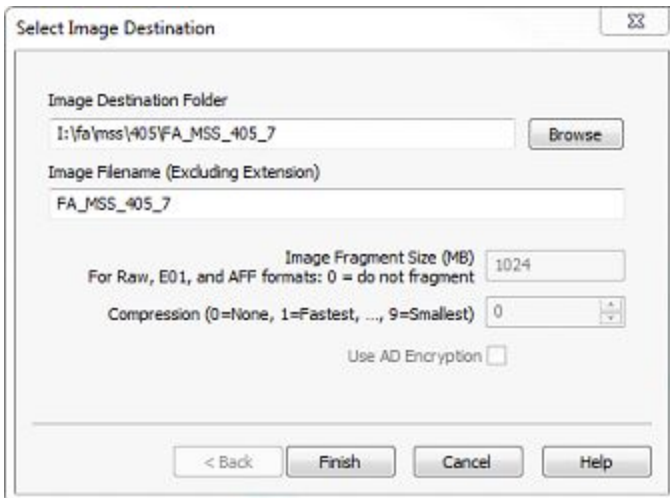 Select Image Destination
Image Destination Folder
I:\fa\mss\405\FA_MSS_405_7
Browse
Image Filename (Excluding Extension)
FA_MSS_405_7
Image Fragment Size (MB)
1024
For Raw, E01, and AFF formats: 0 = do not fragment
Compression (0=None, 1=Fastest, ..., 9=Smallest)
0
Use AD Encryption
< Back
Finish
Cancel
Help